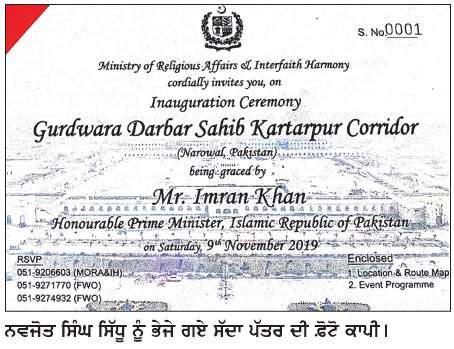 S. No0001
Ministry of Religious Affairs & Interfaith Harmony
cordially invites you, on
Inauguration Ceremony
Gurdwara Darbar Sahib Kartarpur Corridor
(Narowal, Pakistan)
being graced by
Mr. Imran Khan
Honourable Prime Minister, Islamic Republic of Pakistan
on Saturday, 9th November 2019
RSVP
051-9206603 (MORA&IH)
051-9271770 (FWO)
051-9274932 (FWO)
Enclosed
1. Location & Route Map
2. Event Programme
ਨਵਜੋਤ ਸਿੰਘ ਸਿੱਧੂ ਨੂੰ ਭੇਜੇ ਗਏ ਸੱਦਾ ਪੱਤਰ ਦੀ ਫ਼ੋਟੋ ਕਾਪੀ।